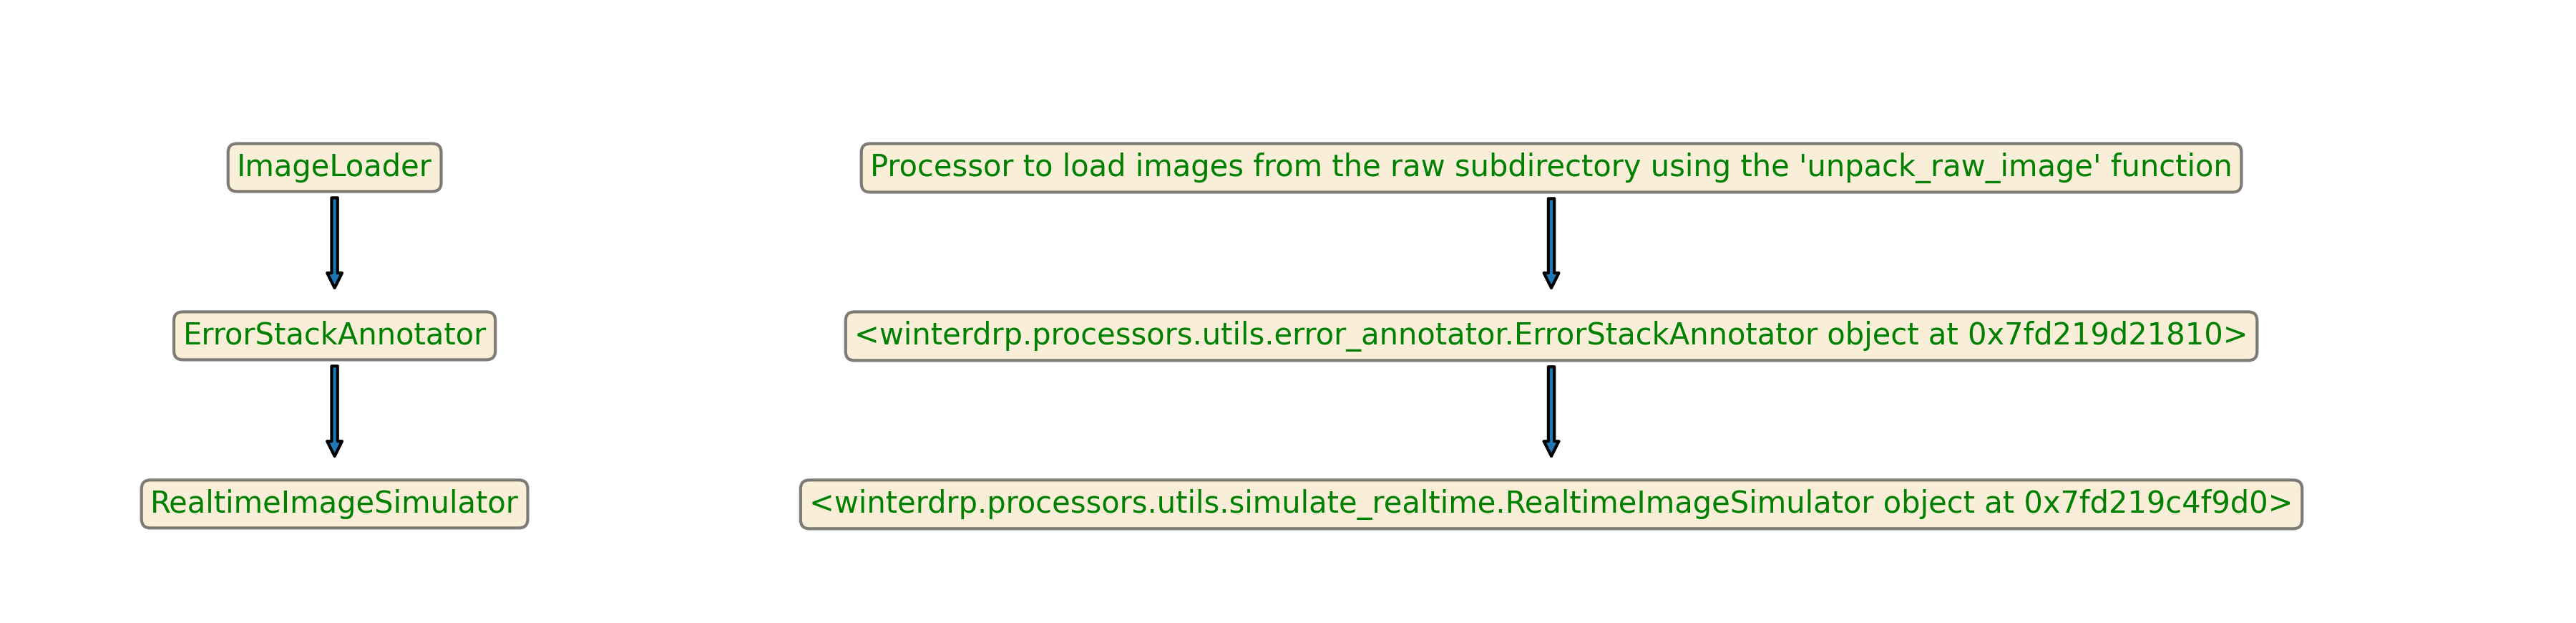 ImageLoader
Processor to load images from the raw subdirectory using the 'unpack_raw_image' function
ErrorStackAnnotator
<winterdrp.processors.utils.error_annotator.ErrorStackAnnotator object at 0x7fd219d21810>
RealtimeImageSimulator
<winterdrp.processors.utils.simulate_realtime.RealtimeImageSimulator object at 0x7fd219c4f9d0>